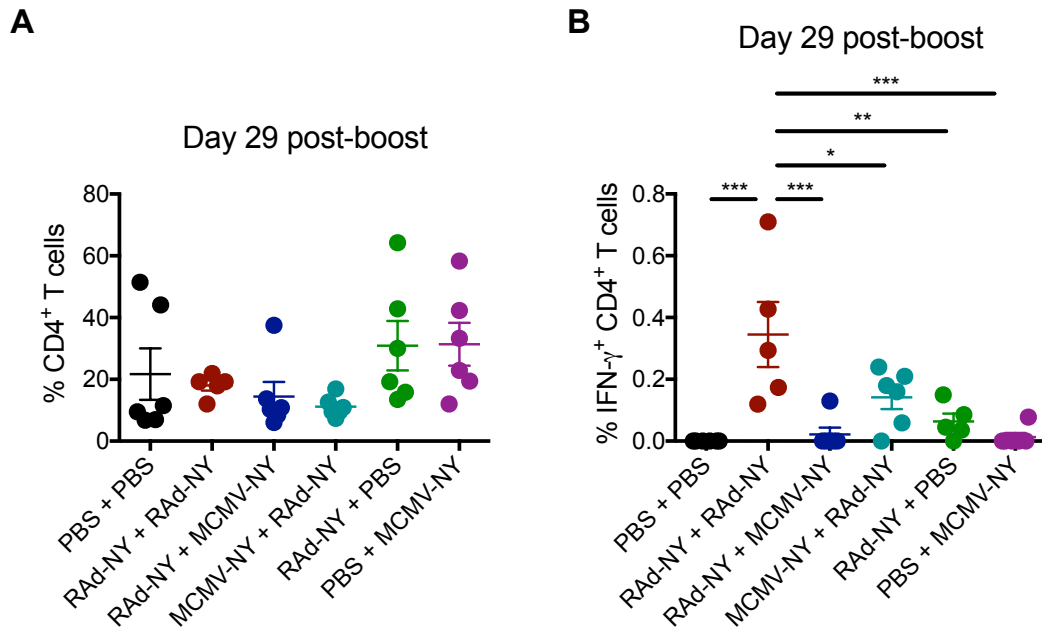 A
Day 29 post-boost
% CD4⁺ T cells
80
60
40
20
0
PBS + PBS
RAd-NY + RAd-NY
RAd-NY + MCMV-NY
MCMV-NY + RAd-NY
RAd-NY + PBS
PBS + MCMV-NY
B
Day 29 post-boost
***
**
*
*** ***
% IFN-γ⁺ CD4⁺ T cells
0.8
0.6
0.4
0.2
0.0
PBS + PBS
RAd-NY + RAd-NY
RAd-NY + MCMV-NY
MCMV-NY + RAd-NY
RAd-NY + PBS
PBS + MCMV-NY